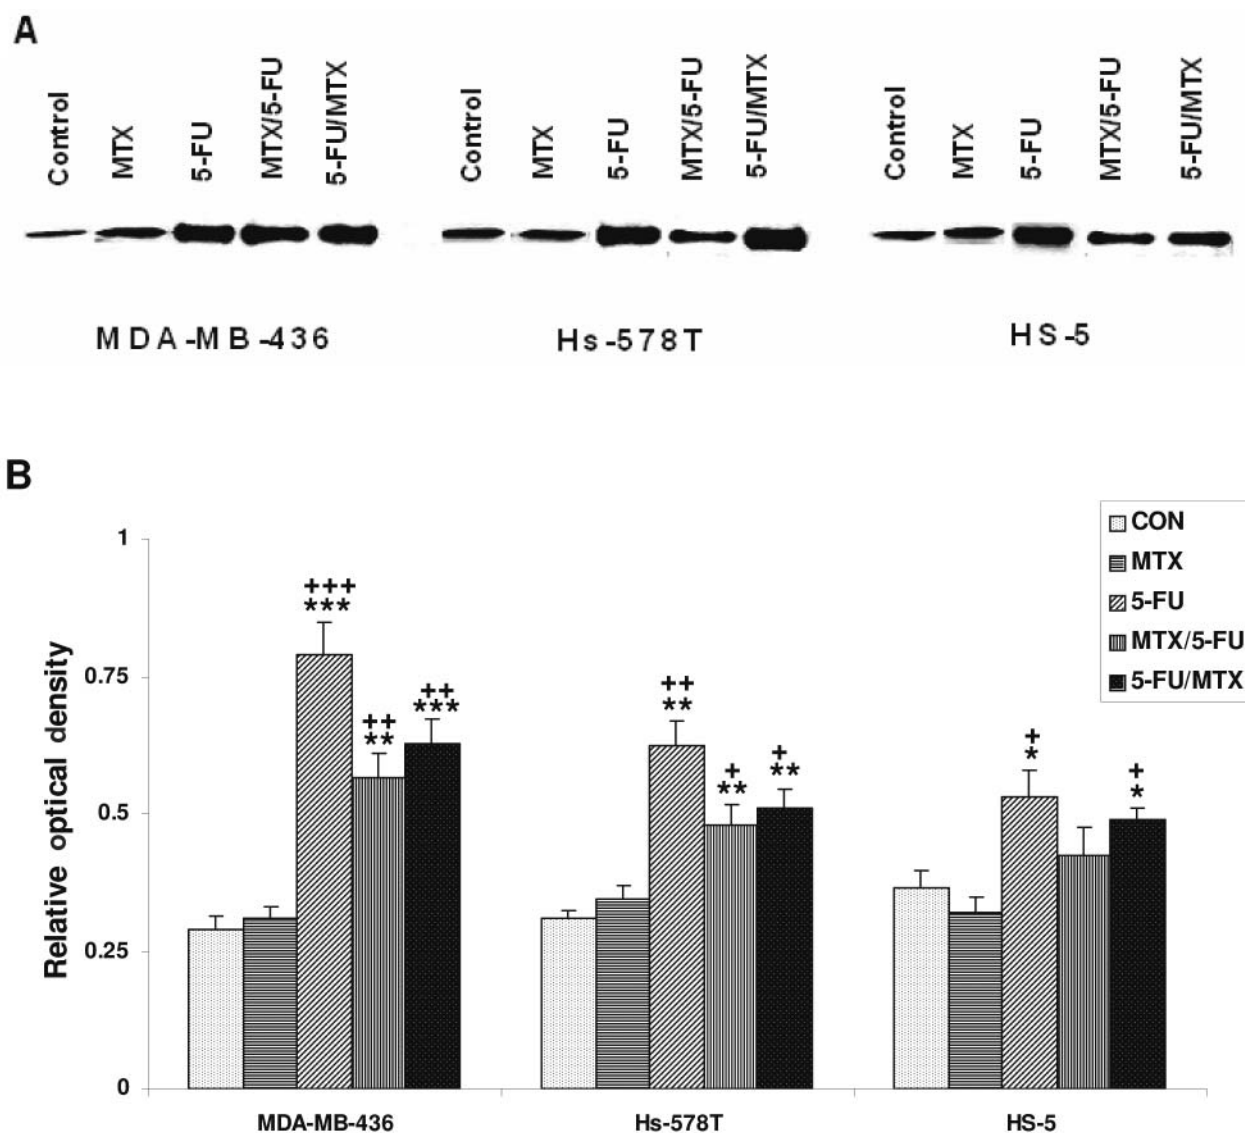 A
Control
MTX
5-FU
MTX/5-FU
5-FU/MTX
Control
MTX
5-FU
MTX/5-FU
5-FU/MTX
Control
MTX
5-FU
MTX/5-FU
5-FU/MTX
MDA-MB-436
Hs-578T
HS-5
B
Relative optical density
1
0.75
0.5
0.25
0
+++
***
++
**
++
***
++
**
+
**
+
**
+
*
+
*
CON
MTX
5-FU
MTX/5-FU
5-FU/MTX
MDA-MB-436
Hs-578T
HS-5